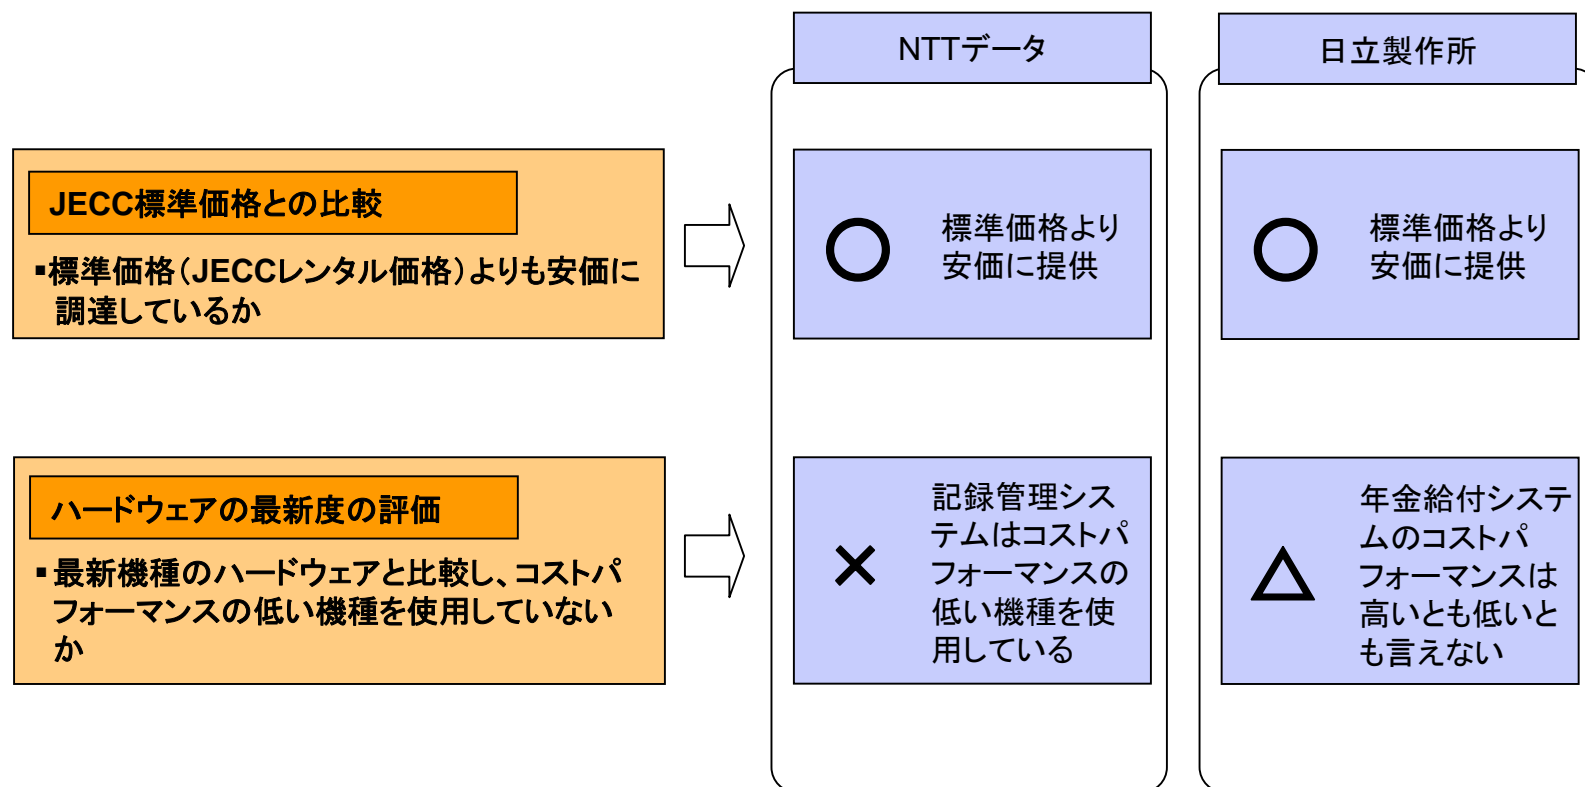 NTTデータ
日立製作所
JECC標準価格との比較
▪標準価格（JECCレンタル価格）よりも安価に
調達しているか
標準価格より
安価に提供
標準価格より
安価に提供
ハードウェアの最新度の評価
▪最新機種のハードウェアと比較し、コストパ
フォーマンスの低い機種を使用していない
か
記録管理シス
テムはコストパ
フォーマンスの
低い機種を使
用している
年金給付システ
ムのコストパ
フォーマンスは
高いとも低いと
も言えない